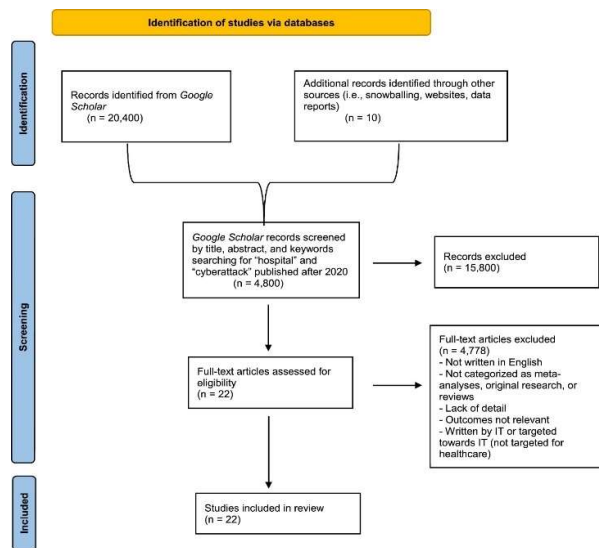 Identification of studies via databases
Identification
Records identified from Google
Scholar
(n = 20,400)
Additional records identified through other
sources (i.e., snowballing, websites, data
reports)
(n = 10)
Screening
Google Scholar records screened
by title, abstract, and keywords
searching for “hospital” and
“cyberattack” published after 2020
(n = 4,800)
Records excluded
(n = 15,800)
Full-text articles assessed for
eligibility
(n = 22)
Full-text articles excluded
(n = 4,778)
- Not written in English
- Not categorized as meta-
analyses, original research, or
reviews
- Lack of detail
- Outcomes not relevant
- Written by IT or targeted
towards IT (not targeted for
healthcare)
Included
Studies included in review
(n = 22)